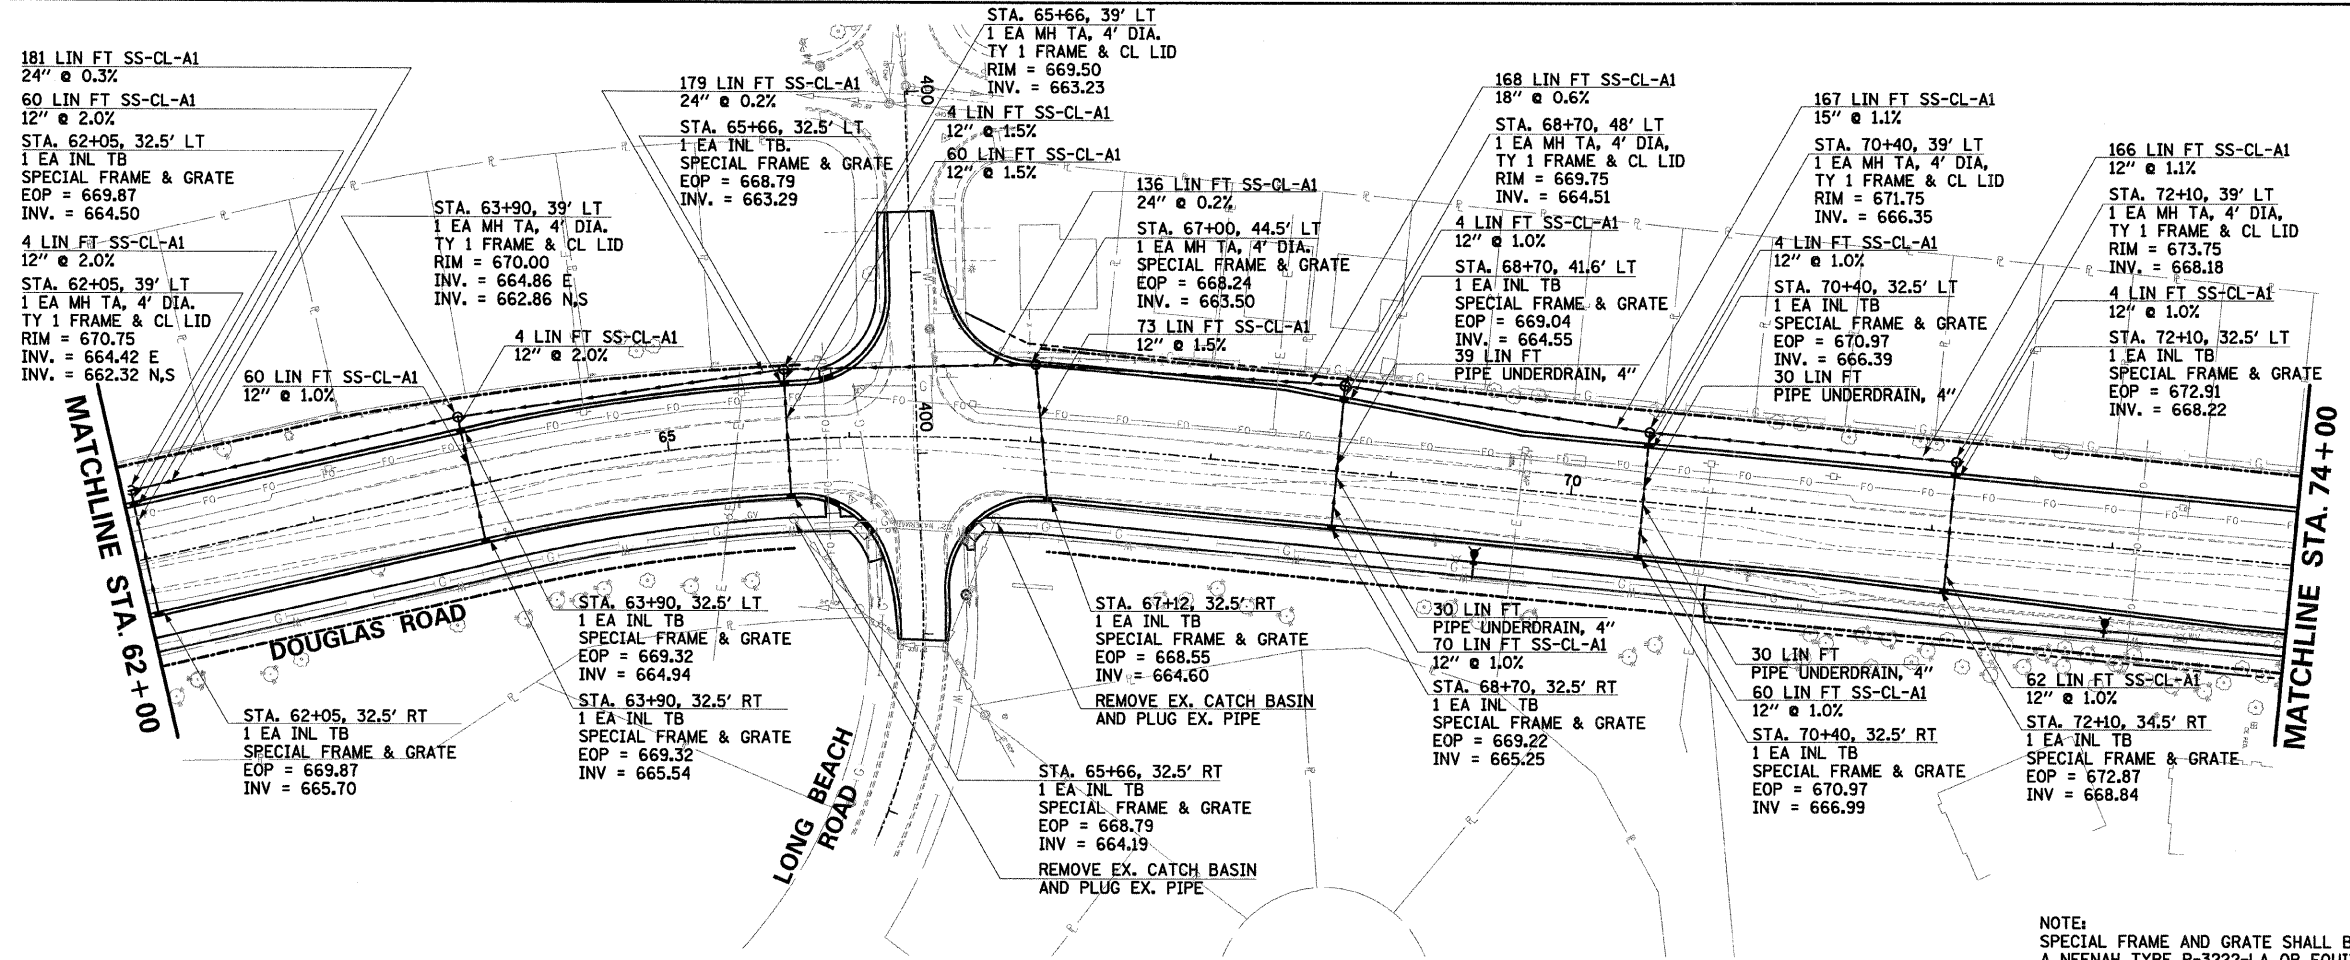 181 LIN FT SS-CL-A1
24" @ 0.3%
60 LIN FT SS-CL-A1
12" @ 2.0%
STA. 62+05, 32.5' LT
1 EA INL TB
SPECIAL FRAME & GRATE
EOP = 669.87
INV. = 664.50
4 LIN FT SS-CL-A1
12" @ 2.0%
STA. 62+05, 39' LT
1 EA MH TA, 4' DIA.
TY 1 FRAME & CL LID
RIM = 670.75
INV. = 664.42 E
INV. = 662.32 N,S
60 LIN FT SS-CL-A1
12" @ 1.0%
STA. 63+90, 39' LT
1 EA MH TA, 4' DIA.
TY 1 FRAME & CL LID
RIM = 670.00
INV. = 664.86 E
INV. = 662.86 N,S
4 LIN FT SS-CL-A1
12" @ 2.0%
179 LIN FT SS-CL-A1
24" @ 0.2%
STA. 65+66, 32.5' LT
1 EA INL TB.
SPECIAL FRAME & GRATE
EOP = 668.79
INV. = 663.29
STA. 65+66, 39' LT
1 EA MH TA, 4' DIA.
TY 1 FRAME & CL LID
RIM = 669.50
INV. = 663.23
4 LIN FT SS-CL-A1
12" @ 1.5%
60 LIN FT SS-CL-A1
12" @ 1.5%
136 LIN FT SS-CL-A1
24" @ 0.2%
STA. 67+00, 44.5' LT
1 EA MH TA, 4' DIA.
SPECIAL FRAME & GRATE
EOP = 668.24
INV. = 663.50
73 LIN FT SS-CL-A1
12" @ 1.5%
168 LIN FT SS-CL-A1
18" @ 0.6%
STA. 68+70, 48' LT
1 EA MH TA, 4' DIA,
TY 1 FRAME & CL LID
RIM = 669.75
INV. = 664.51
4 LIN FT SS-CL-A1
12" @ 1.0%
STA. 68+70, 41.6' LT
1 EA INL TB
SPECIAL FRAME & GRATE
EOP = 669.04
INV. = 664.55
39 LIN FT
PIPE UNDERDRAIN, 4"
167 LIN FT SS-CL-A1
15" @ 1.1%
STA. 70+40, 39' LT
1 EA MH TA, 4' DIA,
TY 1 FRAME & CL LID
RIM = 671.75
INV. = 666.35
4 LIN FT SS-CL-A1
12" @ 1.0%
STA. 70+40, 32.5' LT
1 EA INL TB
SPECIAL FRAME & GRATE
EOP = 670.97
INV. = 666.39
30 LIN FT
PIPE UNDERDRAIN, 4"
166 LIN FT SS-CL-A1
12" @ 1.1%
STA. 72+10, 39' LT
1 EA MH TA, 4' DIA,
TY 1 FRAME & CL LID
RIM = 673.75
INV. = 668.18
4 LIN FT SS-CL-A1
12" @ 1.0%
STA. 72+10, 32.5' LT
1 EA INL TB
SPECIAL FRAME & GRATE
EOP = 672.91
INV. = 668.22
400
400
65
70
MATCHLINE STA. 62+00
MATCHLINE STA. 74+00
DOUGLAS ROAD
LONG BEACH
ROAD
STA. 62+05, 32.5' RT
1 EA INL TB
SPECIAL FRAME & GRATE
EOP = 669.87
INV = 665.70
STA. 63+90, 32.5' LT
1 EA INL TB
SPECIAL FRAME & GRATE
EOP = 669.32
INV = 664.94
STA. 63+90, 32.5' RT
1 EA INL TB
SPECIAL FRAME & GRATE
EOP = 669.32
INV = 665.54
STA. 67+12, 32.5' RT
1 EA INL TB
SPECIAL FRAME & GRATE
EOP = 668.55
INV = 664.60
REMOVE EX. CATCH BASIN
AND PLUG EX. PIPE
STA. 65+66, 32.5' RT
1 EA INL TB
SPECIAL FRAME & GRATE
EOP = 668.79
INV = 664.19
REMOVE EX. CATCH BASIN
AND PLUG EX. PIPE
30 LIN FT
PIPE UNDERDRAIN, 4"
70 LIN FT SS-CL-A1
12" @ 1.0%
STA. 68+70, 32.5' RT
1 EA INL TB
SPECIAL FRAME & GRATE
EOP = 669.22
INV = 665.25
30 LIN FT
PIPE UNDERDRAIN, 4"
60 LIN FT SS-CL-A1
12" @ 1.0%
STA. 70+40, 32.5' RT
1 EA INL TB
SPECIAL FRAME & GRATE
EOP = 670.97
INV = 666.99
62 LIN FT SS-CL-A1
12" @ 1.0%
STA. 72+10, 34.5' RT
1 EA INL TB
SPECIAL FRAME & GRATE
EOP = 672.87
INV = 668.84
NOTE:
SPECIAL FRAME AND GRATE SHALL B